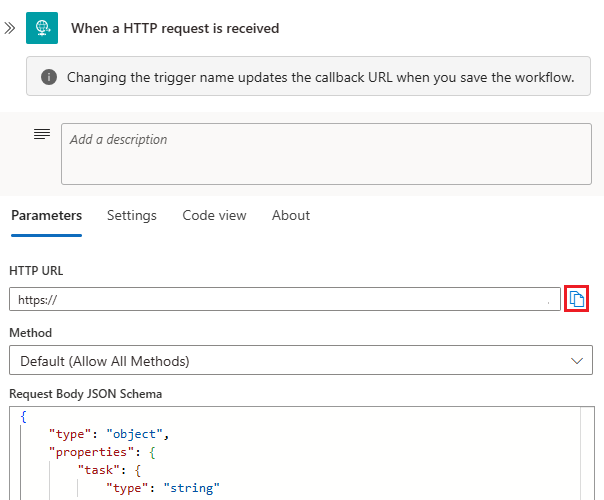 When a HTTP request is received
Changing the trigger name updates the callback URL when you save the workflow.
Add a description
Parameters Settings Code view About
HTTP URL
https://
Method
Default (Allow All Methods)
Request Body JSON Schema
{
"type": "object",
"properties": {
"task": {
"type": "string"